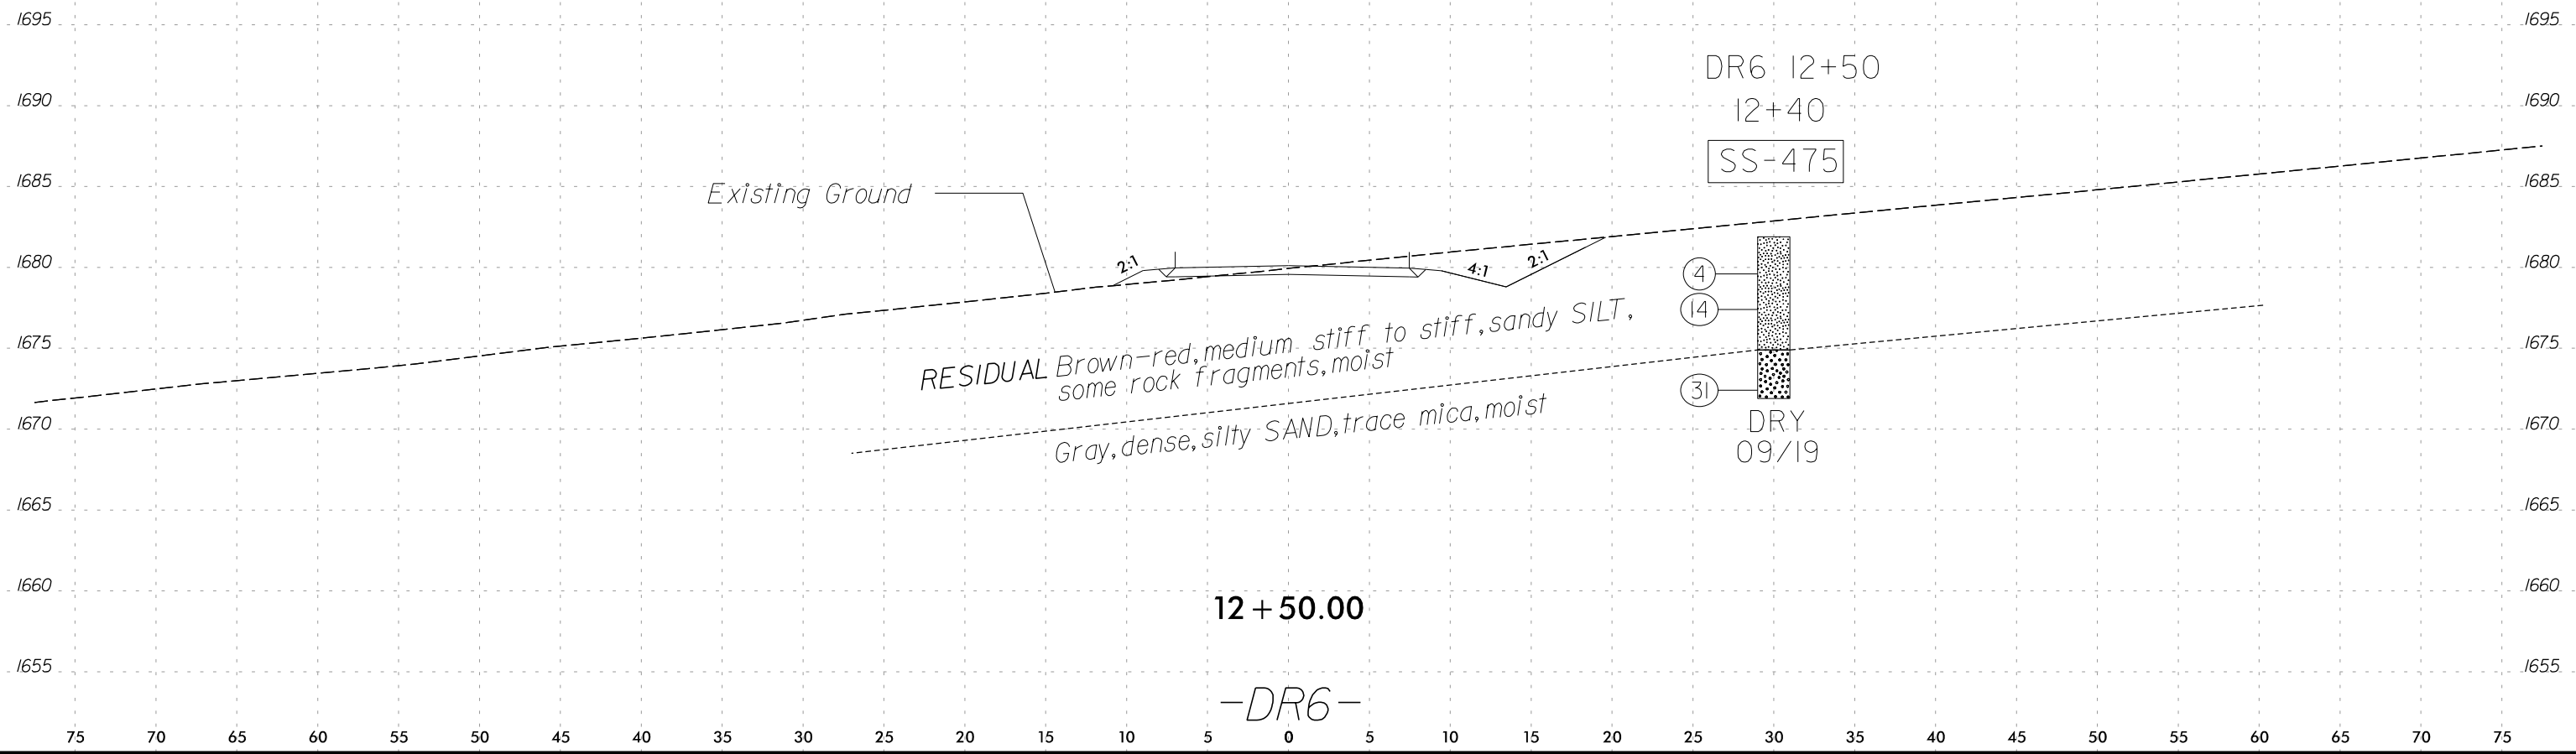 1695 1695
DR6 12+50
1690 12+40 1690
SS-475
1685 1685
Existing Ground
1680 2:1 4:1 2:1 1680
4
14
1675 1675
RESIDUAL Brown-red, medium stiff to stiff, sandy SILT,
some rock fragments, moist
31
1670 DRY 1670
Gray, dense, silty SAND, trace mica, moist
09/19
1665 1665
1660 1660
12+50.00
1655 1655
-DR6-
75 70 65 60 55 50 45 40 35 30 25 20 15 10 5 0 5 10 15 20 25 30 35 40 45 50 55 60 65 70 75